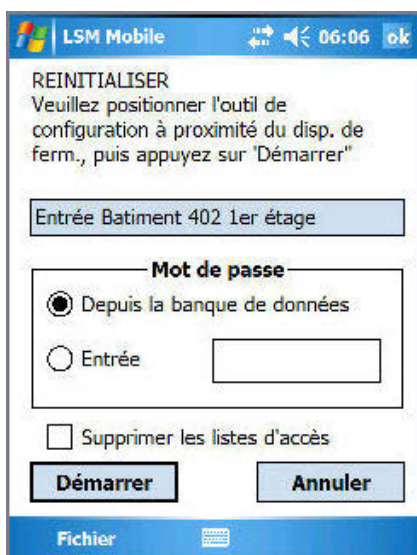 LSM Mobile 06:06 ok
REINITIALISER
Veuillez positionner l'outil de
configuration à proximité du disp. de
ferm., puis appuyez sur 'Démarrer"
Entrée Batiment 402 1er étage
Mot de passe
Depuis la banque de données
Entrée
Supprimer les listes d'accès
Démarrer Annuler
Fichier